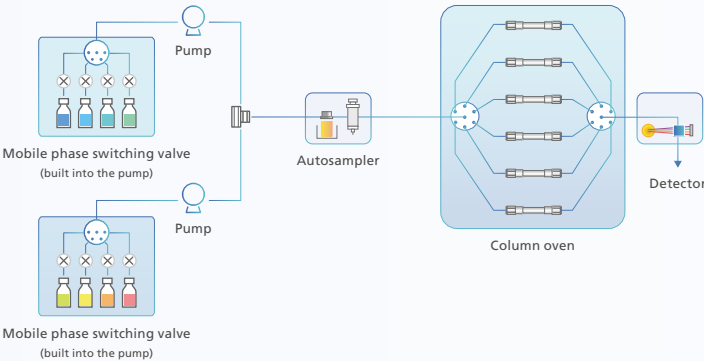 Pump
Mobile phase switching valve
(built into the pump)
Autosampler
Detector
Pump
Column oven
Mobile phase switching valve
(built into the pump)